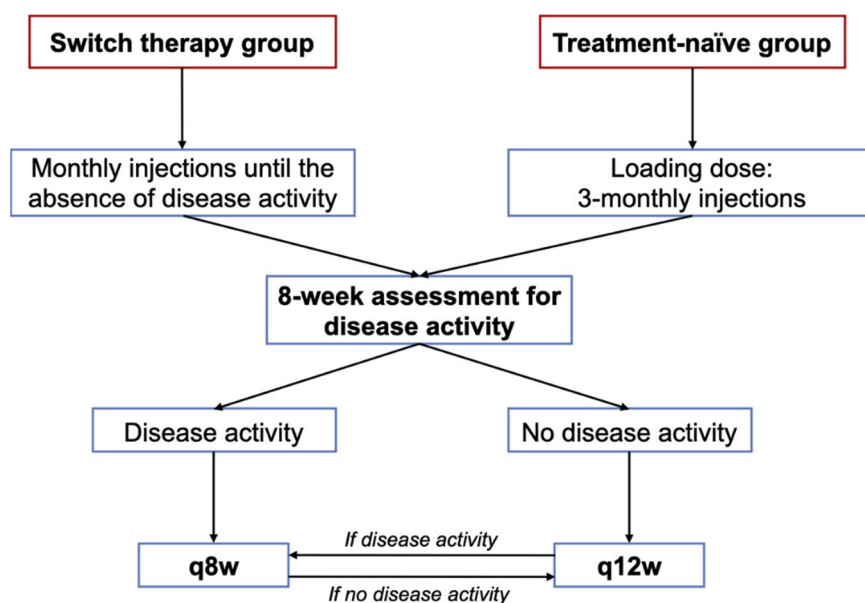 Switch therapy group
Treatment-naïve group
Monthly injections until the
absence of disease activity
Loading dose:
3-monthly injections
8-week assessment for
disease activity
Disease activity
No disease activity
If disease activity
q8w
q12w
If no disease activity